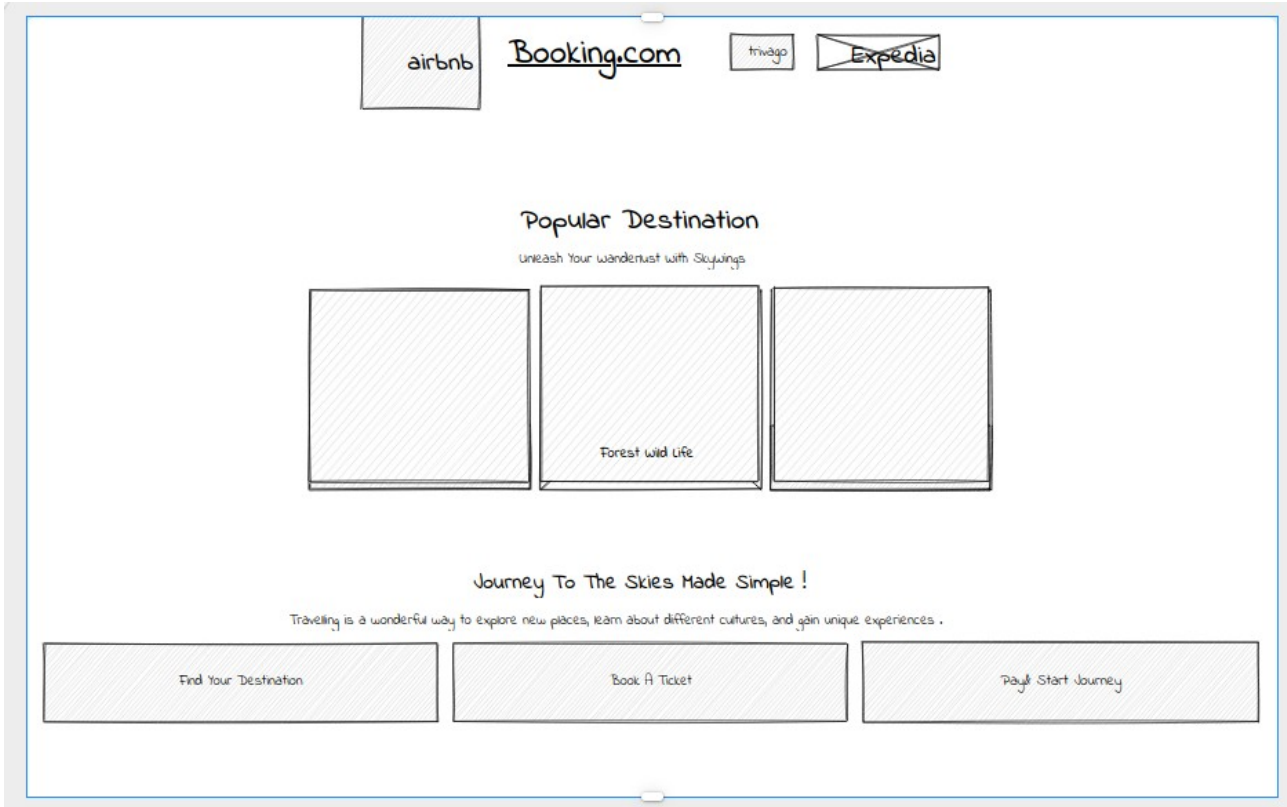 airbnb
Booking.com
trivago
Expedia
Popular Destination
Unleash Your Wanderlust with Skywings
Forest Wild Life
Journey To The Skies Made Simple !
Travelling is a wonderful way to explore new places, learn about different cultures, and gain unique experiences .
Find Your Destination
Book A Ticket
Pay& Start Journey